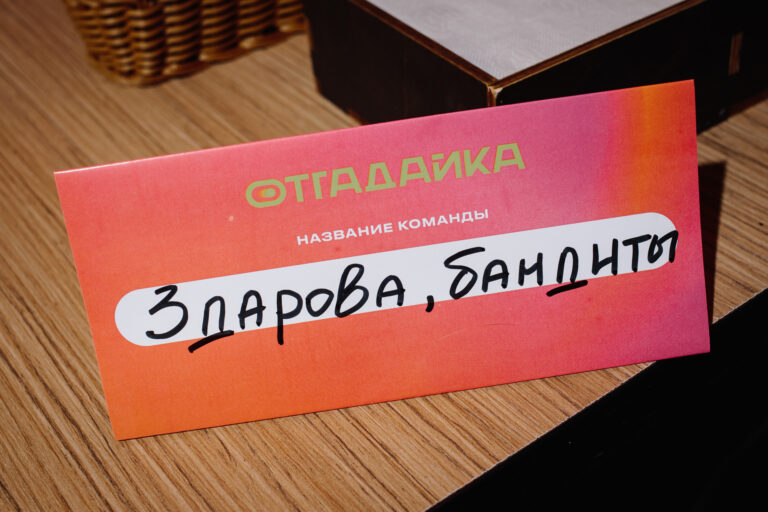 ОТГАДАЙКА
НАЗВАНИЕ КОМАНДЫ
Здарова, бандиты